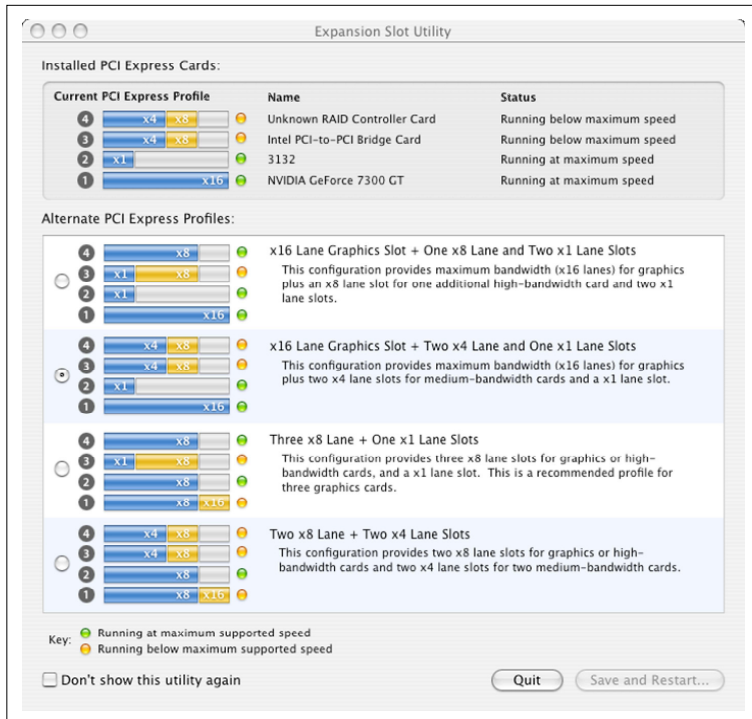 Expansion Slot Utility
Installed PCI Express Cards:
Current PCI Express Profile Name Status
4 x4 x8 Unknown RAID Controller Card Running below maximum speed
3 x4 x8 Intel PCI-to-PCI Bridge Card Running below maximum speed
2 x1 3132 Running at maximum speed
1 x16 NVIDIA GeForce 7300 GT Running at maximum speed
Alternate PCI Express Profiles:
4 x8
3 x1 x8
2 x1
1 x16
x16 Lane Graphics Slot + One x8 Lane and Two x1 Lane Slots
This configuration provides maximum bandwidth (x16 lanes) for graphics
plus an x8 lane slot for one additional high-bandwidth card and two x1
lane slots.
4 x4 x8
3 x4 x8
2 x1
1 x16
x16 Lane Graphics Slot + Two x4 Lane and One x1 Lane Slots
This configuration provides maximum bandwidth (x16 lanes) for graphics
plus two x4 lane slots for medium-bandwidth cards and a x1 lane slot.
4 x8
3 x1 x8
2 x8
1 x8 x16
Three x8 Lane + One x1 Lane Slots
This configuration provides three x8 lane slots for graphics or high-
bandwidth cards, and a x1 lane slot. This is a recommended profile for
three graphics cards.
4 x4 x8
3 x4 x8
2 x8
1 x8 x16
Two x8 Lane + Two x4 Lane Slots
This configuration provides two x8 lane slots for graphics or high-
bandwidth cards and two x4 lane slots for two medium-bandwidth cards.
Key: Running at maximum supported speed
Running below maximum supported speed
Don't show this utility again
Quit
Save and Restart...